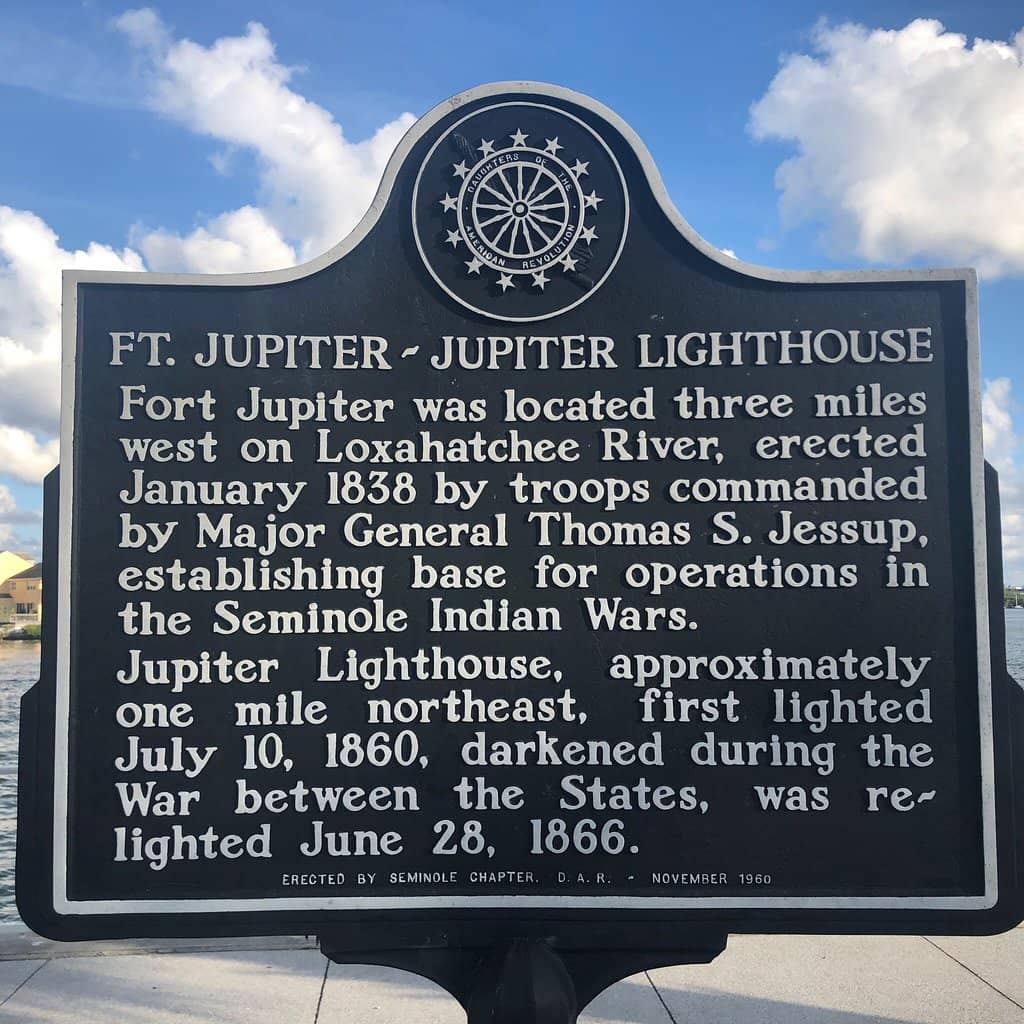 DAUGHTERS OF THE
AMERICAN REVOLUTION
FT. JUPITER - JUPITER LIGHTHOUSE
Fort Jupiter was located three miles
west on Loxahatchee River, erected
January 1838 by troops commanded
by Major General Thomas S. Jessup,
establishing base for operations in
the Seminole Indian Wars.
Jupiter Lighthouse, approximately
one mile northeast, first lighted
July 10, 1860, darkened during the
War between the States, was re-
lighted June 28, 1866.
ERECTED BY SEMINOLE CHAPTER, D. A. R. - NOVEMBER 1960